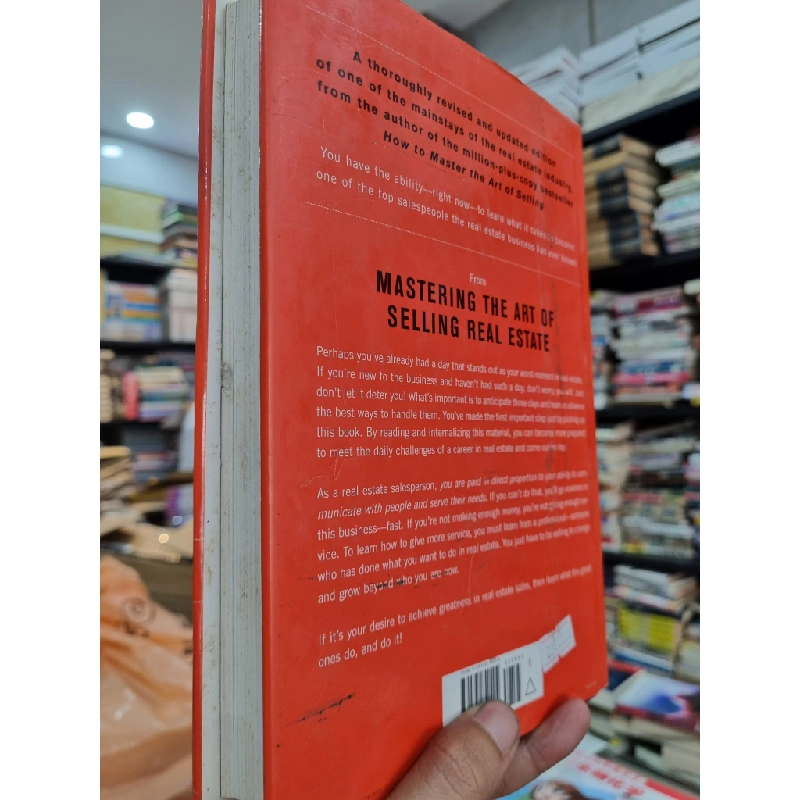 A thoroughly revised and updated edition
of one of the mainstays of the real estate industry,
from the author of the million-plus-copy bestseller
How to Master the Art of Selling
You have the ability—right now—to learn what it takes to become
one of the top salespeople the real estate business has ever known
From
MASTERING THE ART OF
SELLING REAL ESTATE
Perhaps you've already had a day that stands out as your worst moment in real estate.
If you're new to the business and haven't had such a day, don't worry, you will. Just
don't let it deter you! What's important is to anticipate those days and learn in advance
the best ways to handle them. You've made the first important step just by picking up
this book. By reading and internalizing this material, you can become more prepared
to meet the daily challenges of a career in real estate and come out on top.
As a real estate salesperson, you are paid in direct proportion to your ability to com-
municate with people and serve their needs. If you can't do that, you'll go nowhere in
this business—fast. If you're not making enough money, you're not giving enough ser-
vice. To learn how to give more service, you must learn from a professional—someone
who has done what you want to do in real estate. You just have to be willing to change
and grow beyond who you are now.
If it's your desire to achieve greatness in real estate sales, then learn what the great
ones do, and do it!